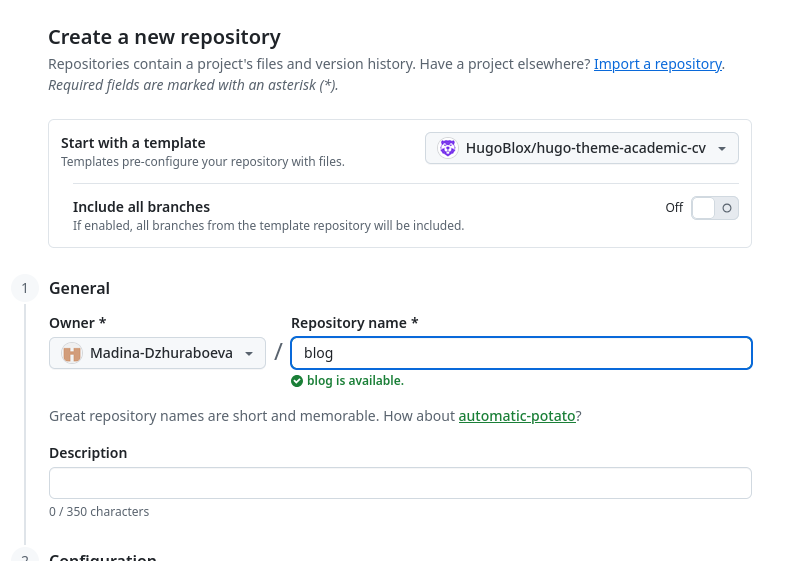 Create a new repository
Repositories contain a project's files and version history. Have a project elsewhere? Import a repository.
Required fields are marked with an asterisk (*).
Start with a template
HugoBlox/hugo-theme-academic-cv
Templates pre-configure your repository with files.
Include all branches
Off
If enabled, all branches from the template repository will be included.
1
General
Owner *
Repository name *
Madina-Dzhuraboeva
/
blog
blog is available.
Great repository names are short and memorable. How about automatic-potato?
Description
0 / 350 characters
2
Configuration